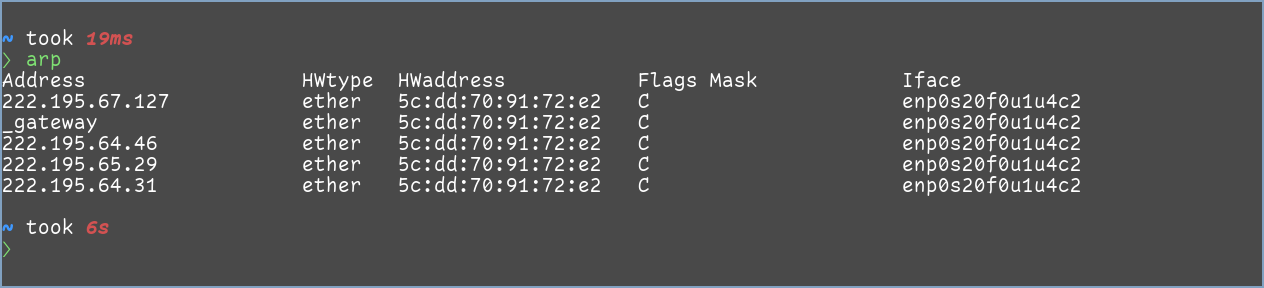 ~ took 19ms
❯ arp
Address HWtype HWaddress Flags Mask Iface
222.195.67.127 ether 5c:dd:70:91:72:e2 C enp0s20f0u1u4c2
_gateway ether 5c:dd:70:91:72:e2 C enp0s20f0u1u4c2
222.195.64.46 ether 5c:dd:70:91:72:e2 C enp0s20f0u1u4c2
222.195.65.29 ether 5c:dd:70:91:72:e2 C enp0s20f0u1u4c2
222.195.64.31 ether 5c:dd:70:91:72:e2 C enp0s20f0u1u4c2
~ took 6s
❯